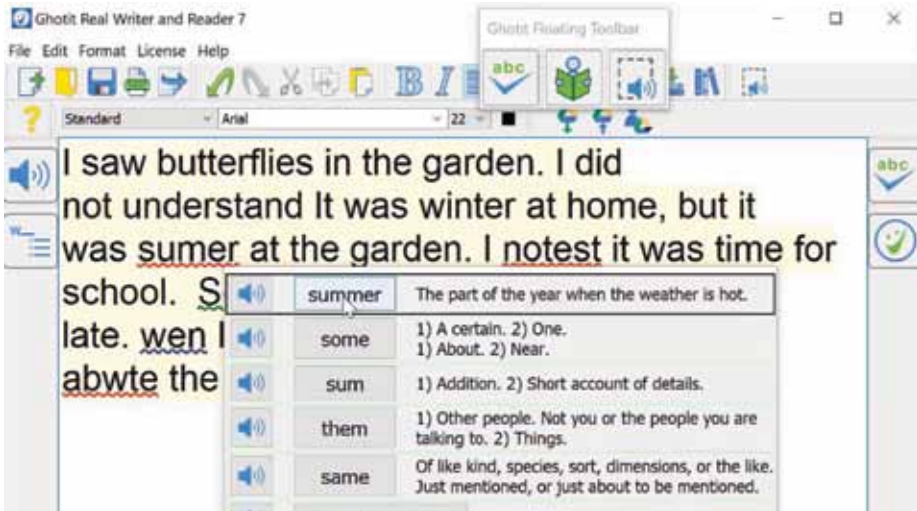 Ghotit Real Writer and Reader 7
Ghotit Floating Toolbar
File Edit Format License Help
abc
B I
? Standard Arial 22
I saw butterflies in the garden. I did
not understand It was winter at home, but it
was sumer at the garden. I notest it was time for
school. S
late. wen I
abwte the
abc
W
summer The part of the year when the weather is hot.
some 1) A certain. 2) One.
1) About. 2) Near.
sum 1) Addition. 2) Short account of details.
them 1) Other people. Not you or the people you are
talking to. 2) Things.
same Of like kind, species, sort, dimensions, or the like.
Just mentioned, or just about to be mentioned.